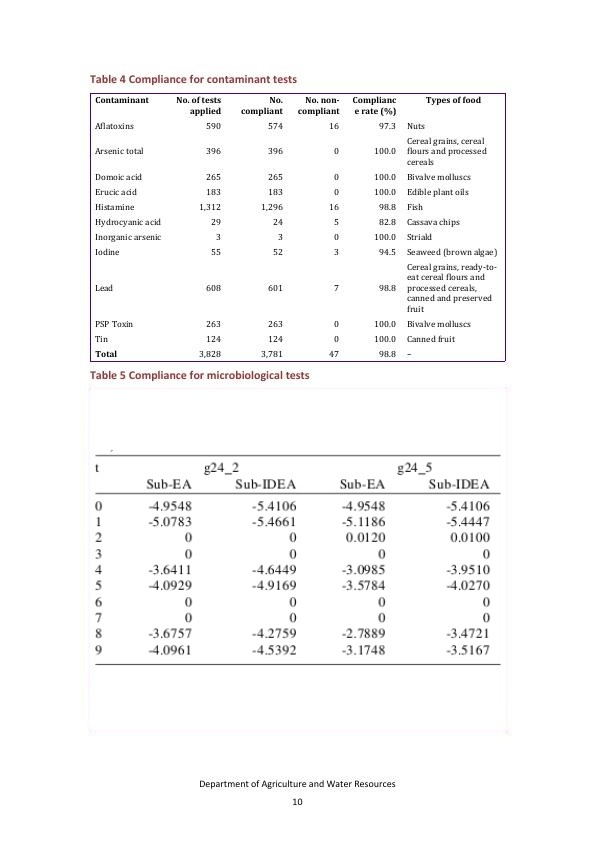 Table 4 Compliance for contaminant tests
Contaminant No. of tests applied No. compliant No. non-compliant Complianc e rate (%) Types of food
Aflatoxins 590 574 16 97.3 Nuts
Arsenic total 396 396 0 100.0 Cereal grains, cereal flours and processed cereals
Domoic acid 265 265 0 100.0 Bivalve molluscs
Erucic acid 183 183 0 100.0 Edible plant oils
Histamine 1,312 1,296 16 98.8 Fish
Hydrocyanic acid 29 24 5 82.8 Cassava chips
Inorganic arsenic 3 3 0 100.0 Striald
Iodine 55 52 3 94.5 Seaweed (brown algae)
Lead 608 601 7 98.8 Cereal grains, ready-to-eat cereal flours and processed cereals, canned and preserved fruit
PSP Toxin 263 263 0 100.0 Bivalve molluscs
Tin 124 124 0 100.0 Canned fruit
Total 3,828 3,781 47 98.8 –
Table 5 Compliance for microbiological tests
t g24_2 g24_5
Sub-EA Sub-IDEA Sub-EA Sub-IDEA
0 -4.9548 -5.4106 -4.9548 -5.4106
1 -5.0783 -5.4661 -5.1186 -5.4447
2 0 0 0.0120 0.0100
3 0 0 0 0
4 -3.6411 -4.6449 -3.0985 -3.9510
5 -4.0929 -4.9169 -3.5784 -4.0270
6 0 0 0 0
7 0 0 0 0
8 -3.6757 -4.2759 -2.7889 -3.4721
9 -4.0961 -4.5392 -3.1748 -3.5167
Department of Agriculture and Water Resources
10